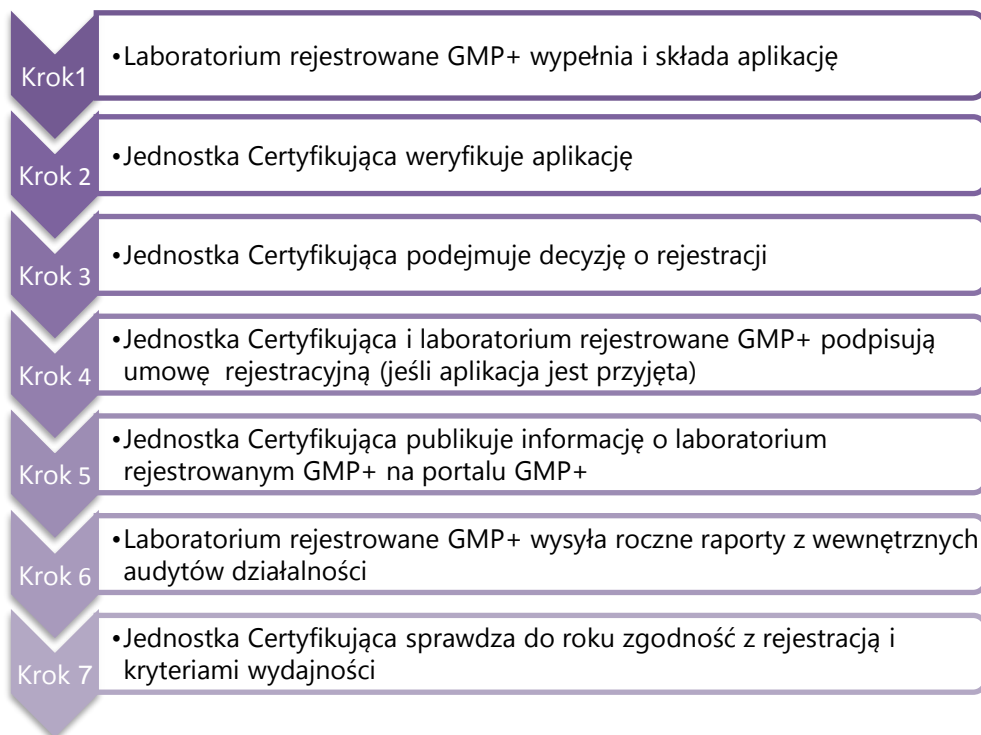 Krok1
•Laboratorium rejestrowane GMP+ wypełnia i składa aplikację
Krok 2
•Jednostka Certyfikująca weryfikuje aplikację
Krok 3
•Jednostka Certyfikująca podejmuje decyzję o rejestracji
Krok 4
•Jednostka Certyfikująca i laboratorium rejestrowane GMP+ podpisują
umowę  rejestracyjną (jeśli aplikacja jest przyjęta)
Krok 5
•Jednostka Certyfikująca publikuje informację o laboratorium
rejestrowanym GMP+ na portalu GMP+
Krok 6
•Laboratorium rejestrowane GMP+ wysyła roczne raporty z wewnętrznych
audytów działalności
Krok 7
•Jednostka Certyfikująca sprawdza do roku zgodność z rejestracją i
kryteriami wydajności